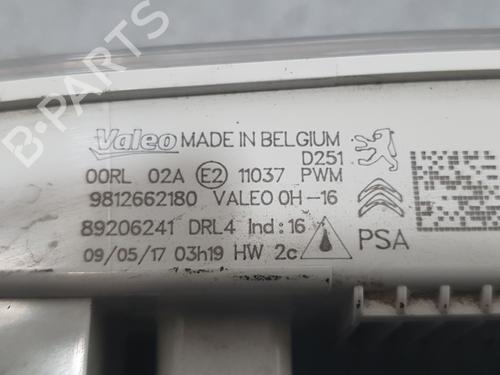 Valeo MADE IN BELGIUM
D251
00RL 02A E2 11037 PWM
9812662180 VALEO 0H-16
89206241 DRL4 Ind:16
PSA
09/05/17 03h19 HW 2c
B-PARTS